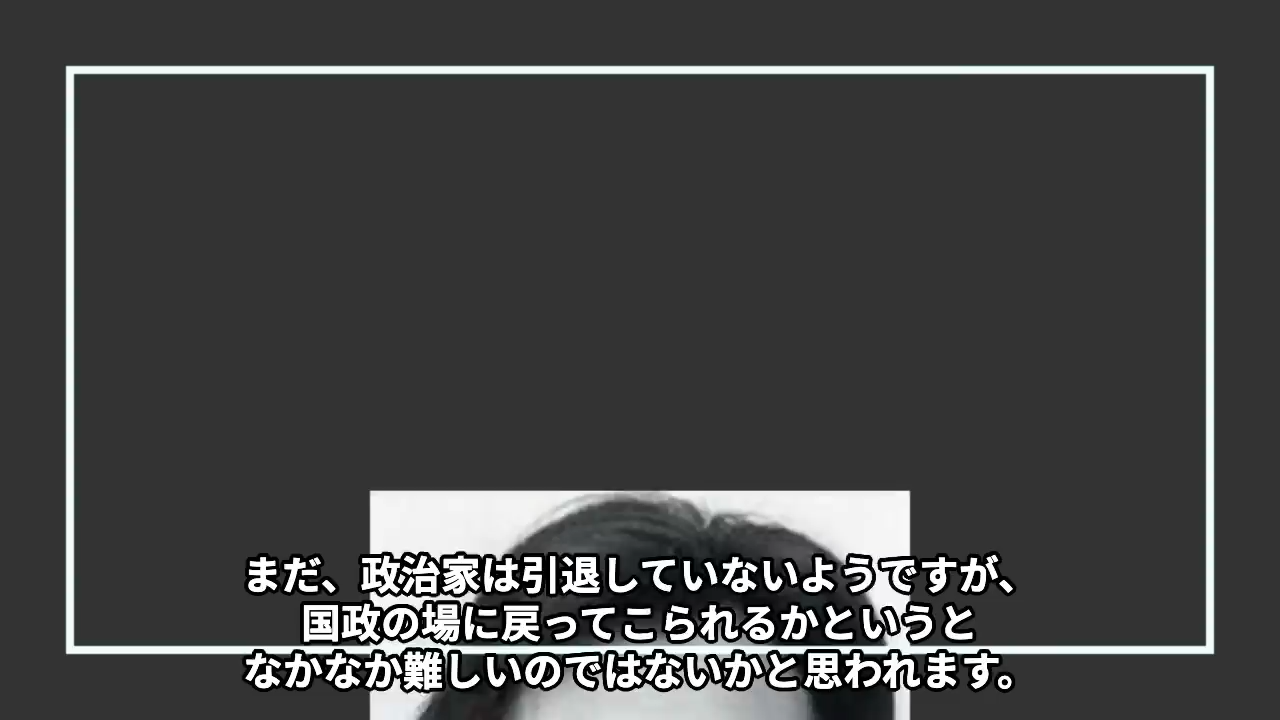 まだ、政治家は引退していないようですが、
国政の場に戻ってこられるかというと
なかなか難しいのではないかと思われます。